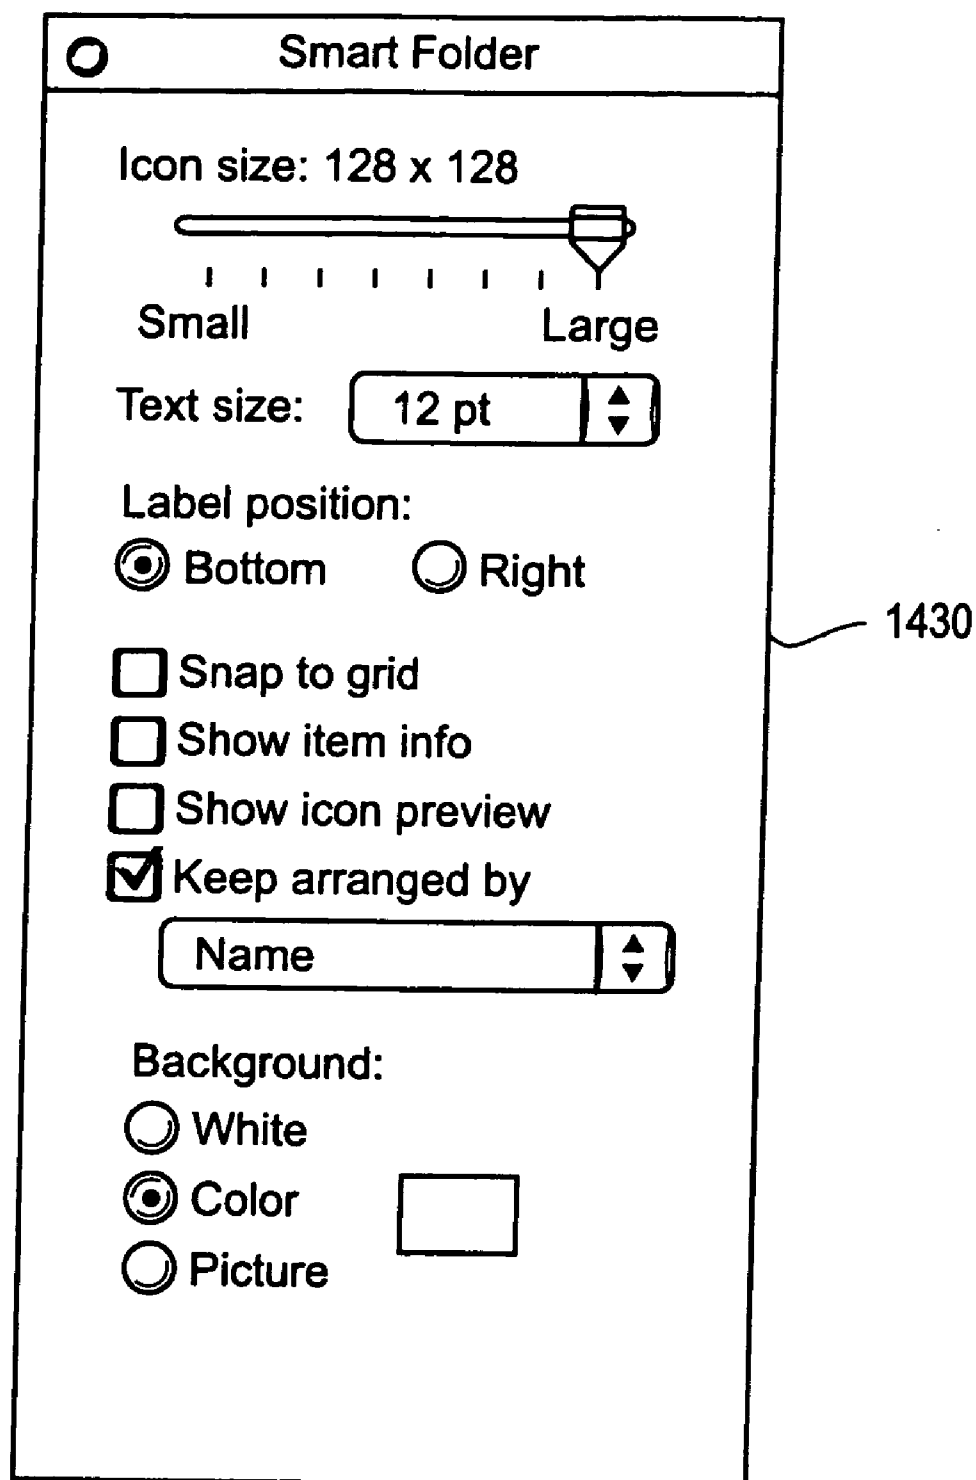 Smart Folder
Icon size: 128 x 128
Small Large
Text size: 12 pt
Label position:
Bottom Right
1430
Snap to grid
Show item info
Show icon preview
Keep arranged by
Name
Background:
White
Color
Picture